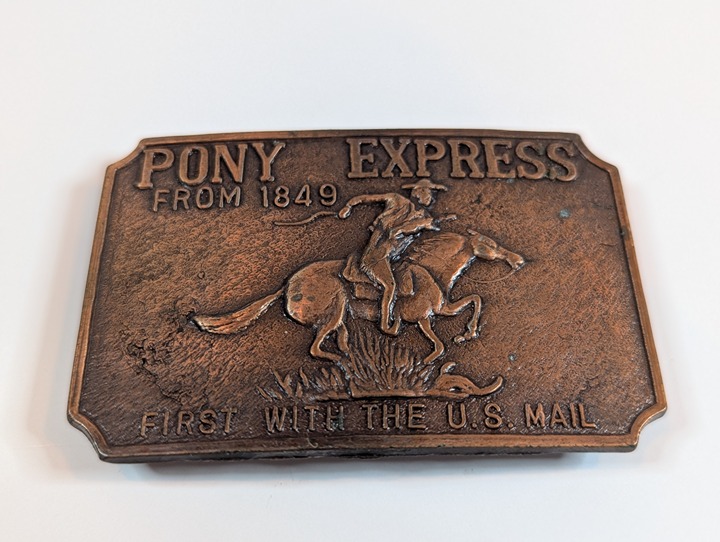 PONY EXPRESS
FROM 1849
FIRST WITH THE U.S. MAIL